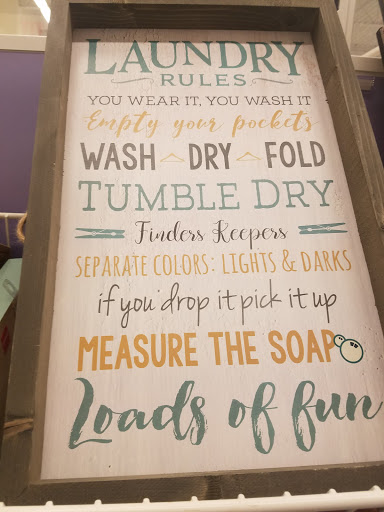 LAUNDRY
RULES
YOU WEAR IT, YOU WASH IT
Empty your pockets
WASH DRY FOLD
TUMBLE DRY
Finders Keepers
SEPARATE COLORS: LIGHTS & DARKS
if you drop it pick it up
MEASURE THE SOAP
Loads of fun